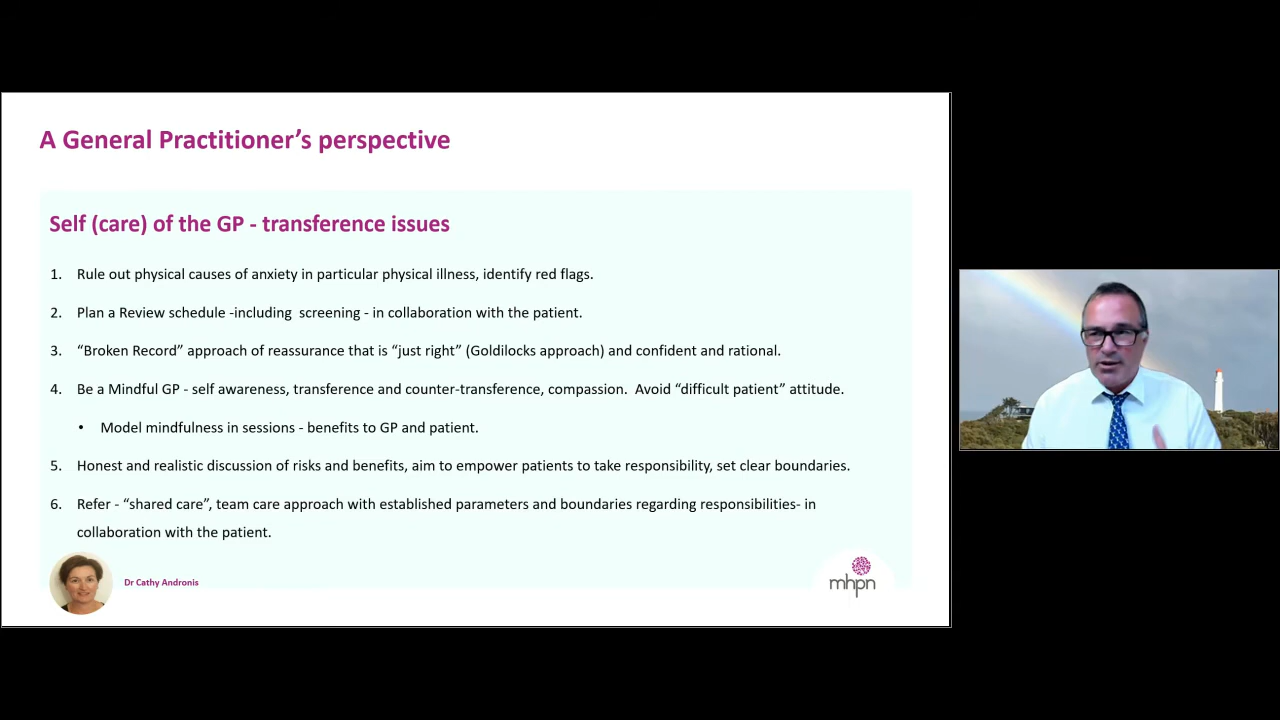 A General Practitioner’s perspective
Self (care) of the GP - transference issues
1. Rule out physical causes of anxiety in particular physical illness, identify red flags.
2. Plan a Review schedule -including  screening - in collaboration with the patient.
3. “Broken Record” approach of reassurance that is “just right” (Goldilocks approach) and confident and rational.
4. Be a Mindful GP - self awareness, transference and counter-transference, compassion.  Avoid “difficult patient” attitude.
• Model mindfulness in sessions - benefits to GP and patient.
5. Honest and realistic discussion of risks and benefits, aim to empower patients to take responsibility, set clear boundaries.
6. Refer - “shared care”, team care approach with established parameters and boundaries regarding responsibilities- in
collaboration with the patient.
Dr Cathy Andronis
mhpn